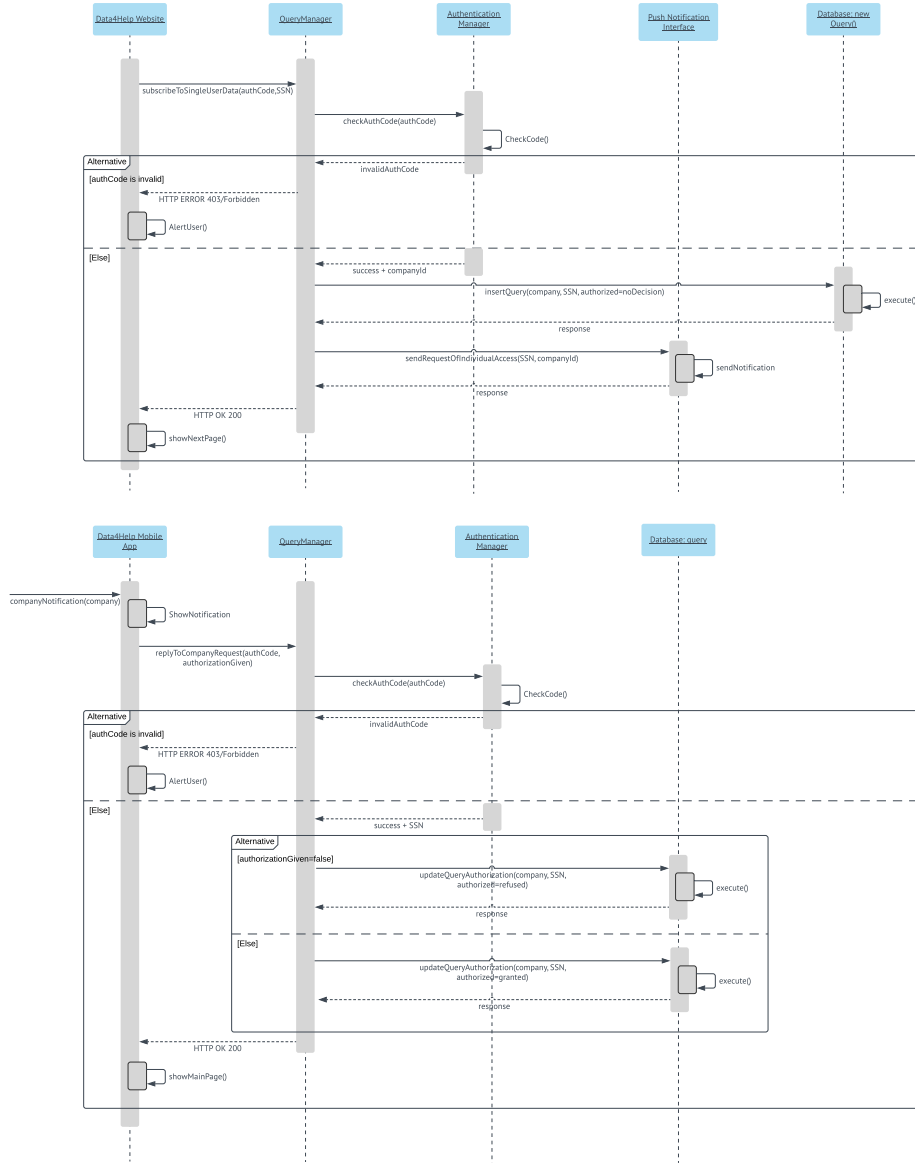 Data4Help Website
QueryManager
Authentication
Manager
Push Notification
Interface
Database: new
Query()
subscribeToSingleUserData(authCode,SSN)
checkAuthCode(authCode)
CheckCode()
Alternative
invalidAuthCode
[authCode is invalid]
HTTP ERROR 403/Forbidden
AlertUser()
[Else]
success + companyId
insertQuery(company, SSN, authorized=noDecision)
execute()
response
sendRequestOfIndividualAccess(SSN, companyId)
sendNotification
response
HTTP OK 200
showNextPage()
Data4Help Mobile
App
QueryManager
Authentication
Manager
Database: query
companyNotification(company)
ShowNotification
replyToCompanyRequest(authCode,
authorizationGiven)
checkAuthCode(authCode)
CheckCode()
Alternative
invalidAuthCode
[authCode is invalid]
HTTP ERROR 403/Forbidden
AlertUser()
[Else]
success + SSN
Alternative
[authorizationGiven=false]
updateQueryAuthorization(company, SSN,
authorized=refused)
execute()
response
[Else]
updateQueryAuthorization(company, SSN,
authorized=granted)
execute()
response
HTTP OK 200
showMainPage()